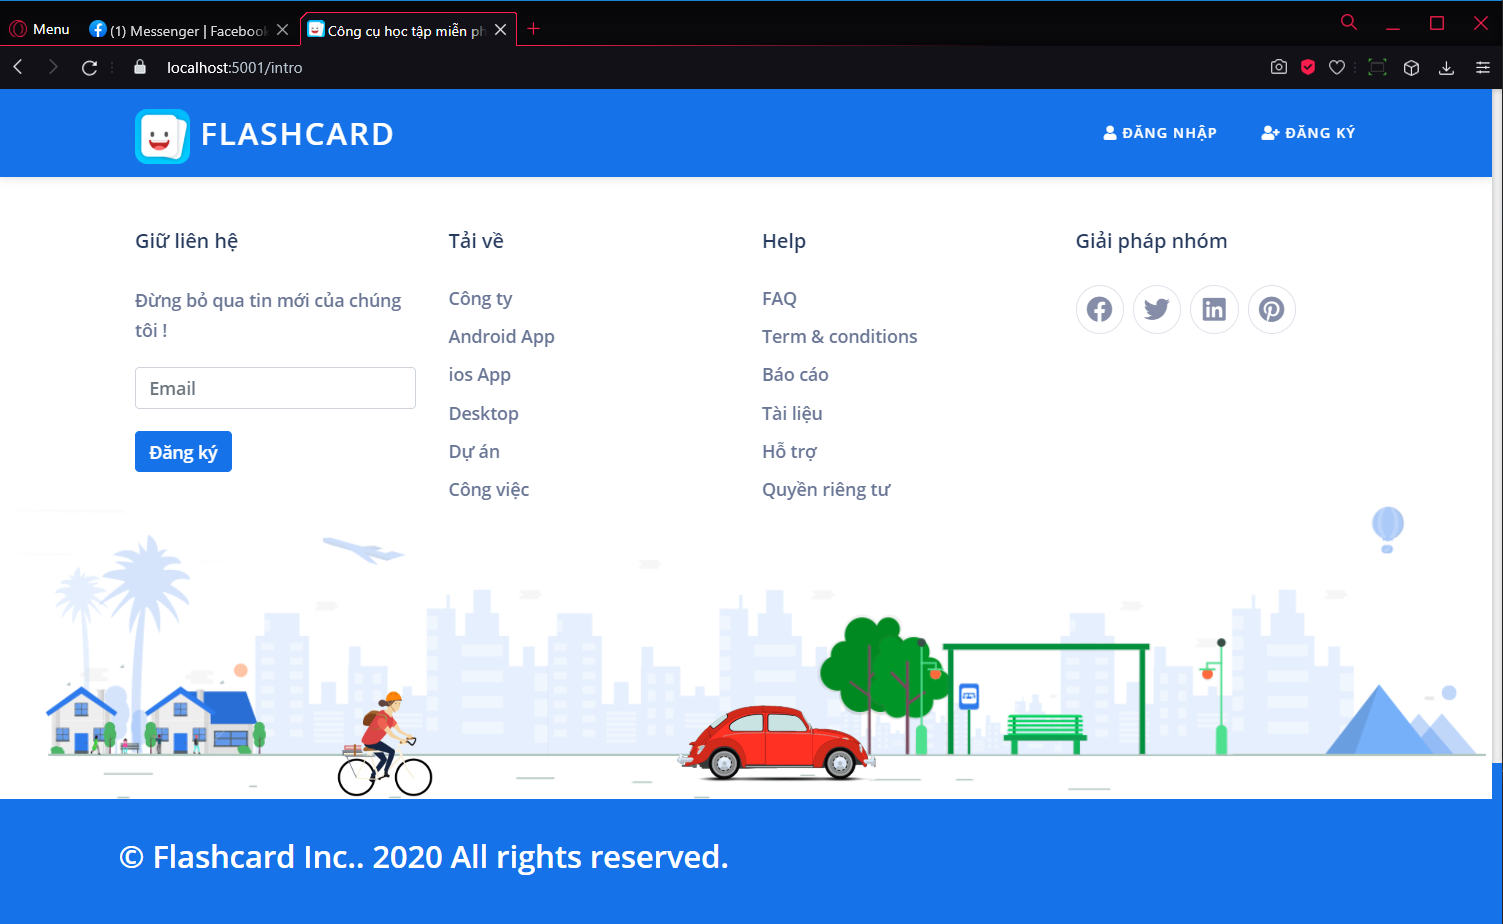 Menu
(1) Messenger | Facebook
Công cụ học tập miễn ph
localhost:5001/intro
FLASHCARD
ĐĂNG NHẬP
ĐĂNG KÝ
Giữ liên hệ
Đừng bỏ qua tin mới của chúng
tôi !
Email
Đăng ký
Tải về
Công ty
Android App
ios App
Desktop
Dự án
Công việc
Help
FAQ
Term & conditions
Báo cáo
Tài liệu
Hỗ trợ
Quyền riêng tư
Giải pháp nhóm
© Flashcard Inc.. 2020 All rights reserved.